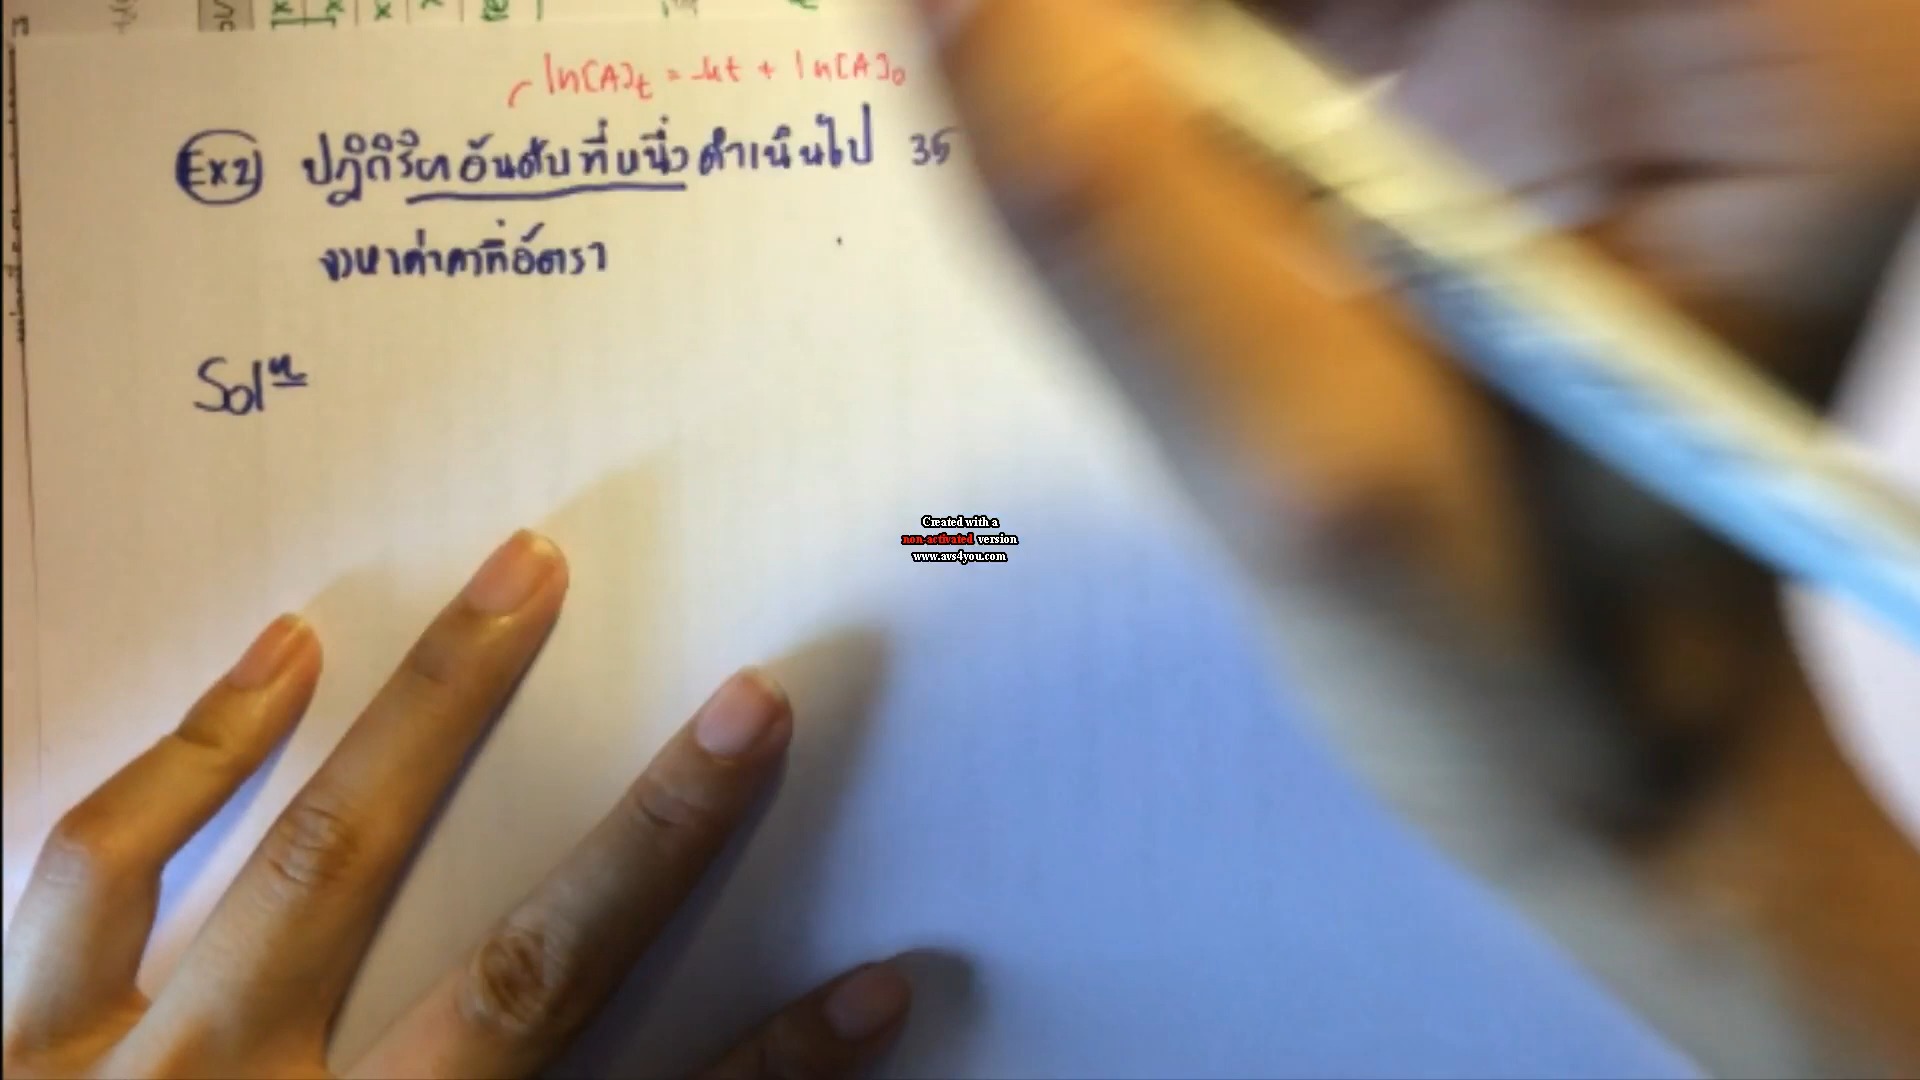 ln[A]t = -kt + ln[A]0
Ex2 ปฏิกิริยาอันดับที่หนึ่งดำเนินไป 35
จงหาค่าคงที่อัตรา
Solⁿ
Created with a
non-activated version
www.avs4you.com